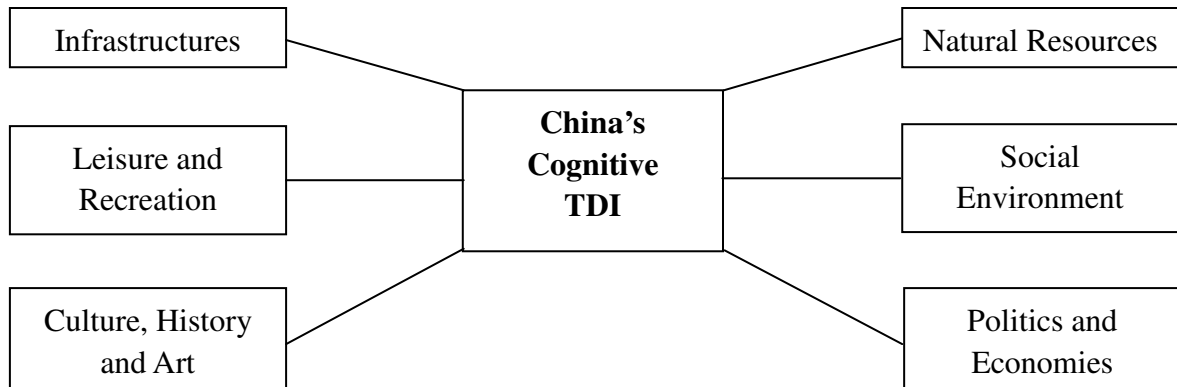 Infrastructures
Natural Resources
China’s
Cognitive
TDI
Leisure and
Recreation
Social
Environment
Culture, History
and Art
Politics and
Economies